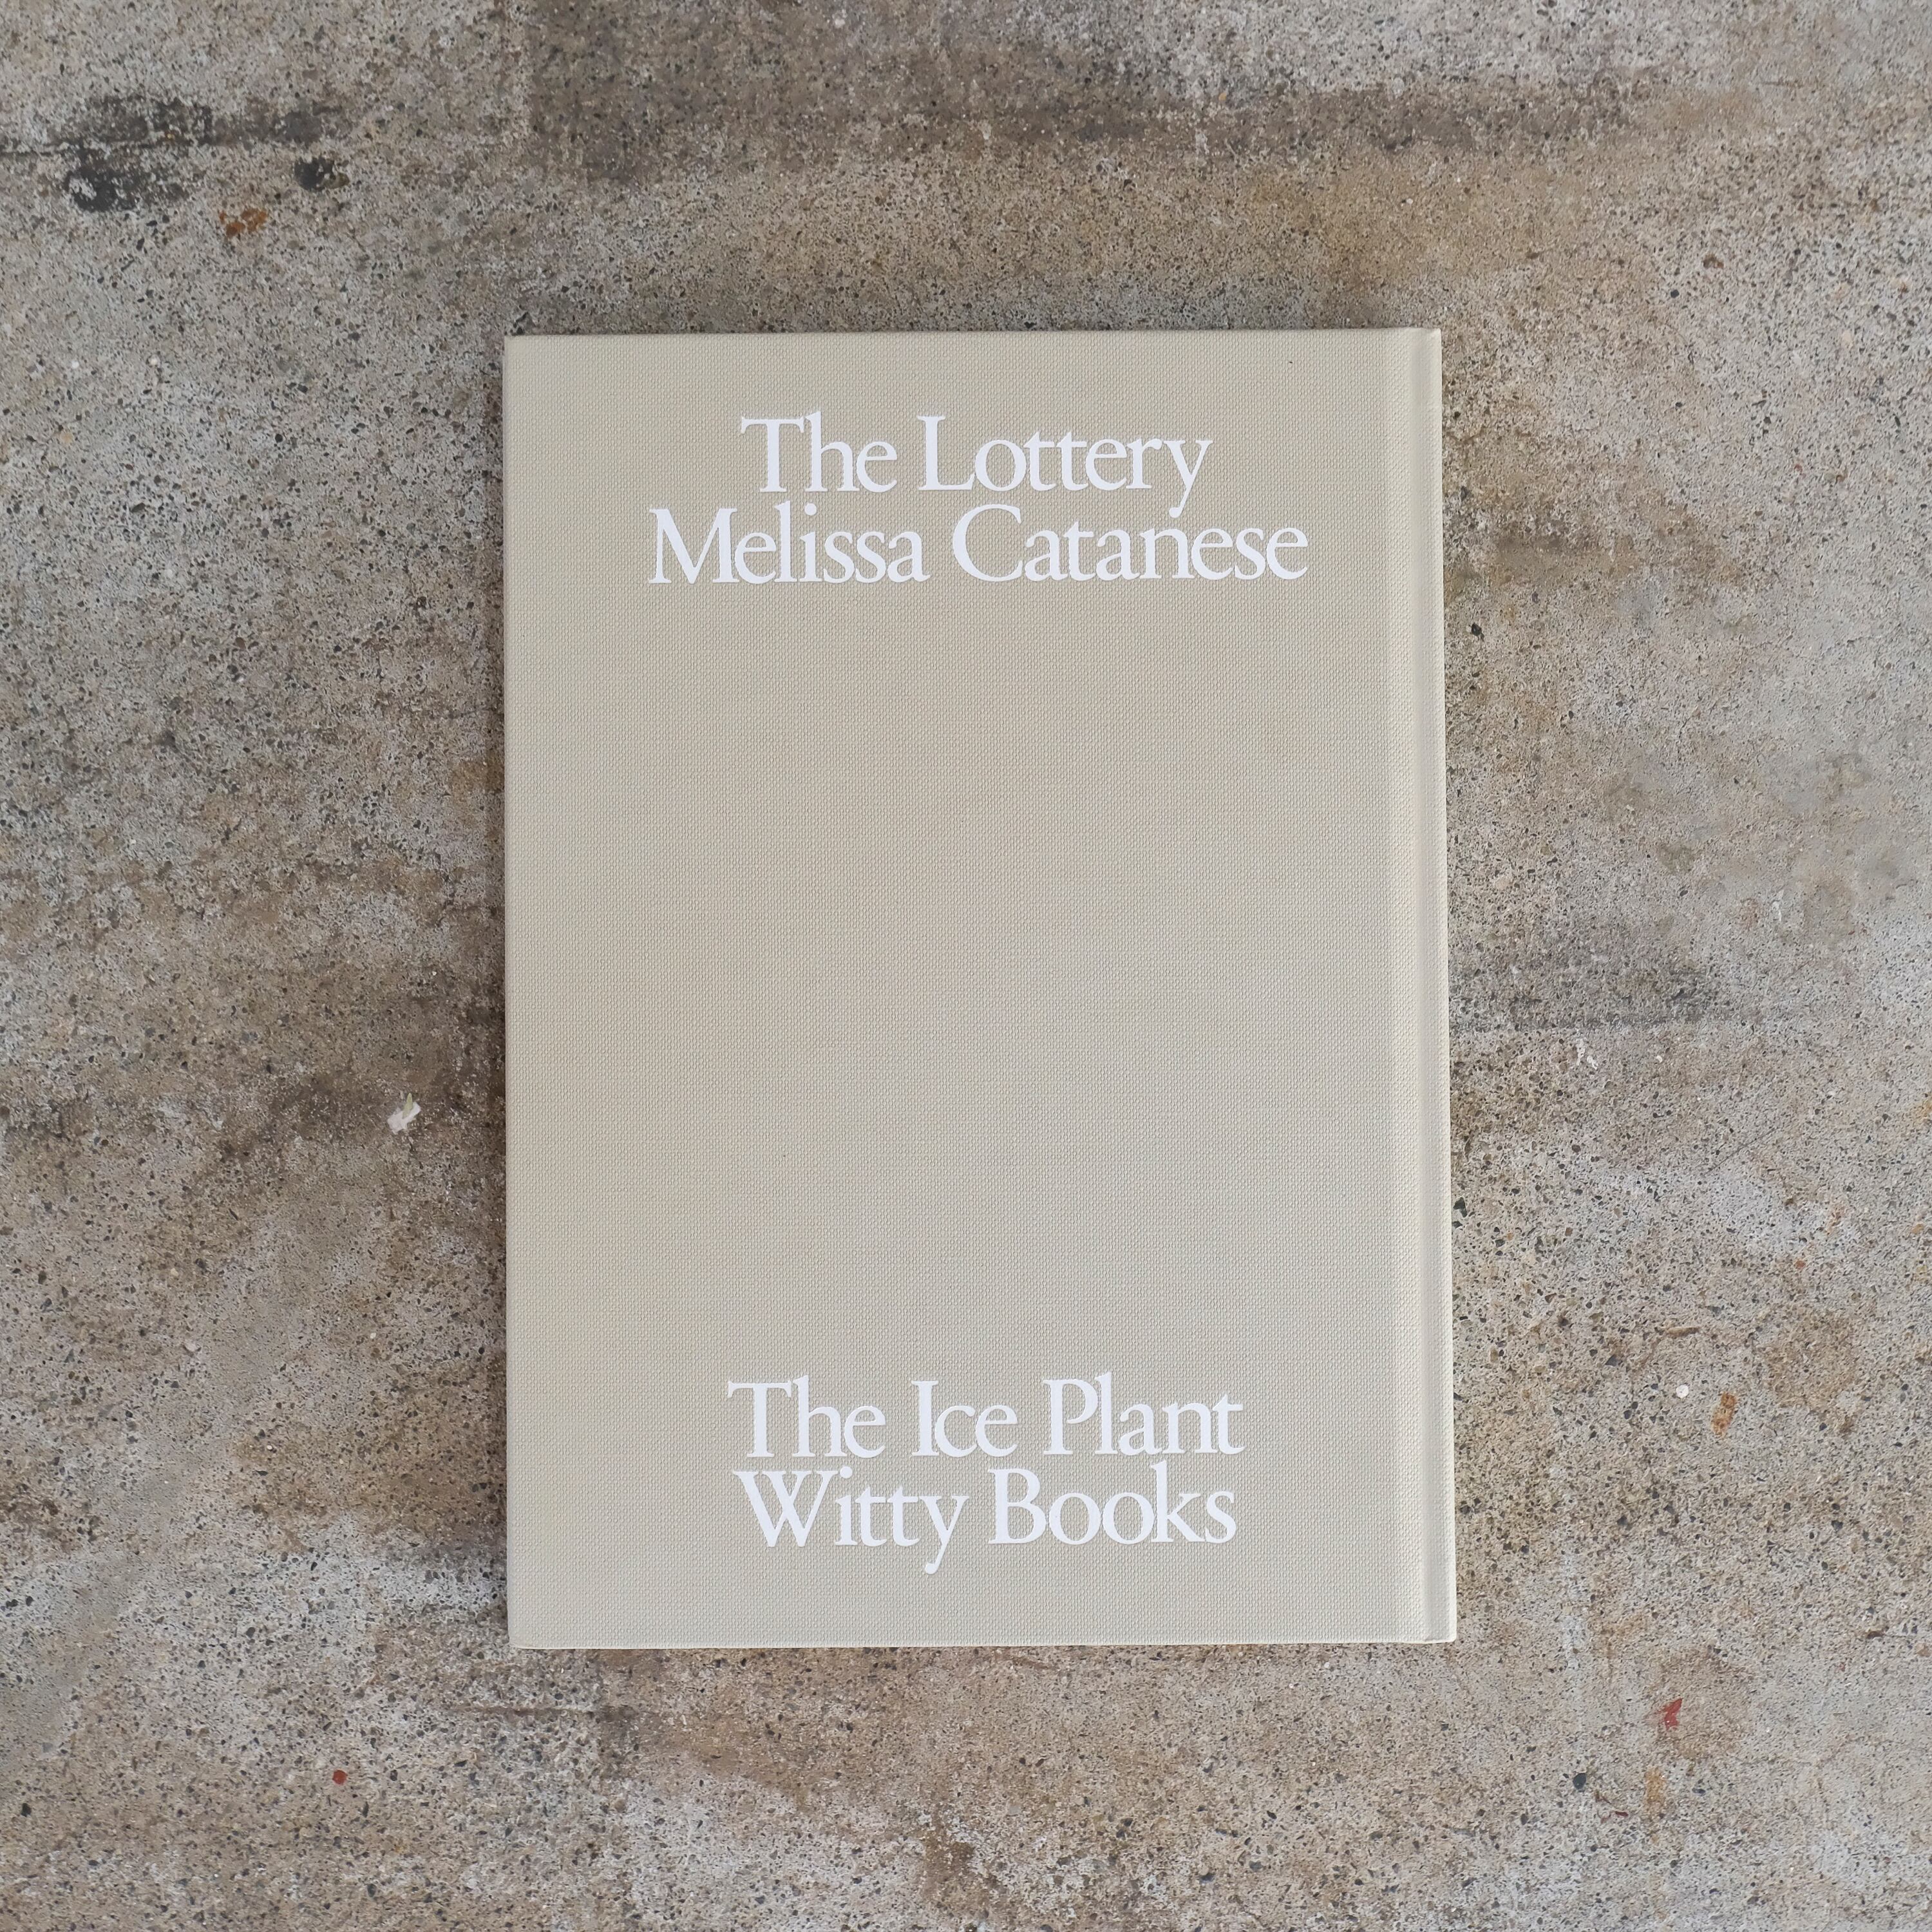 The Lottery
Melissa Catanese
The Ice Plant
Witty Books